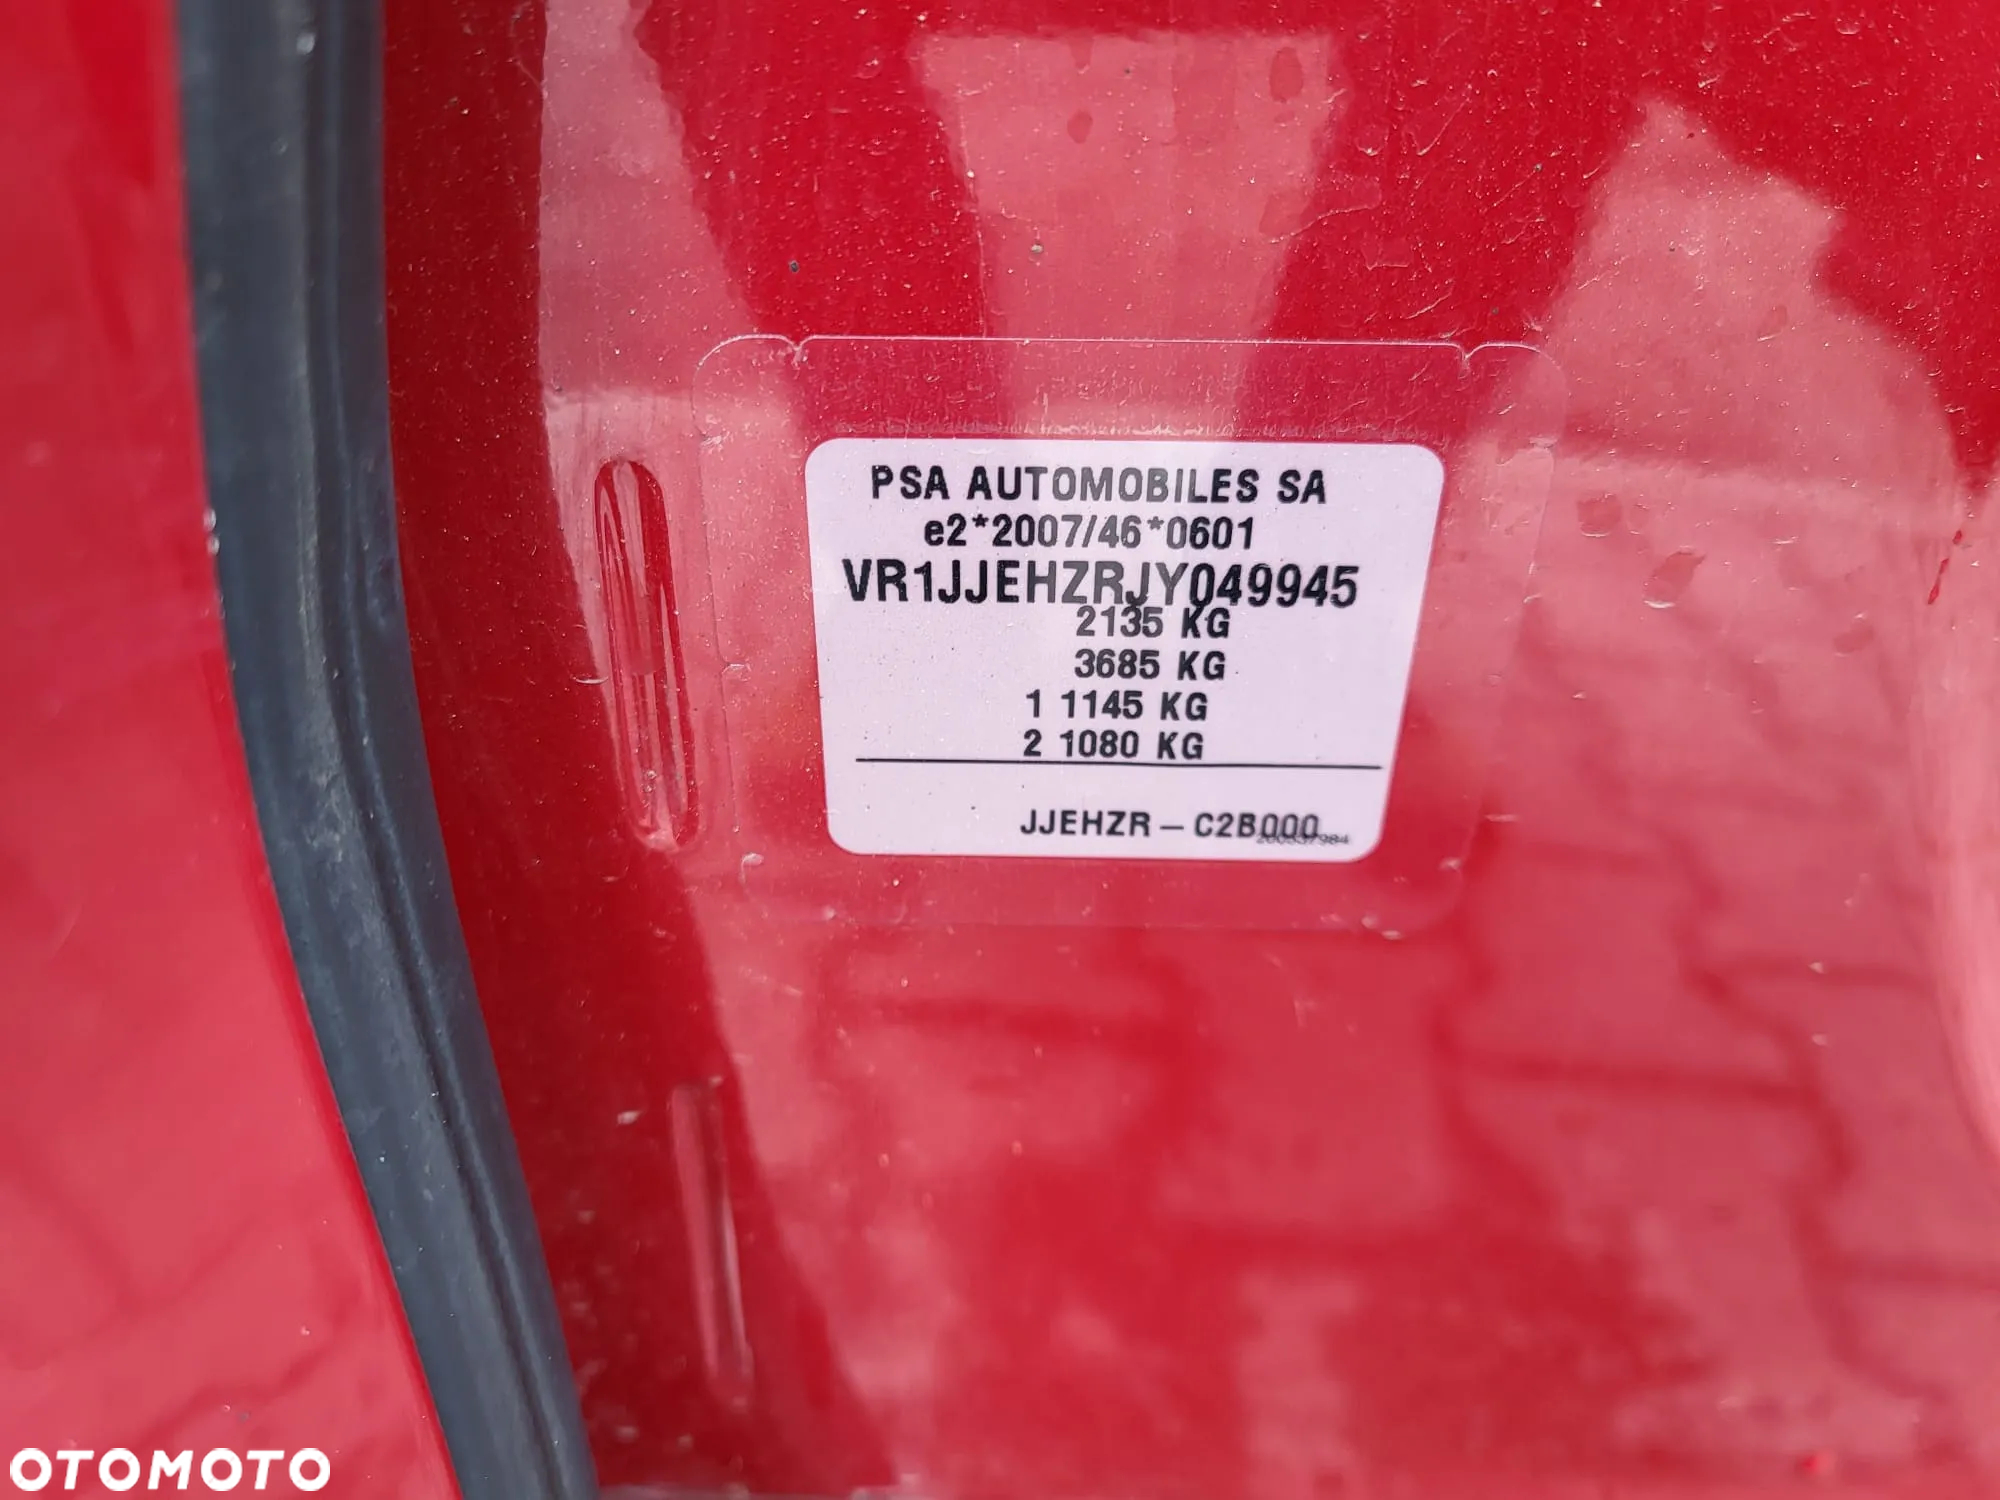 PSA AUTOMOBILES SA
e2*2007/46*0601
VR1JJEHZRJY049945
2135 KG
3685 KG
1 1145 KG
2 1080 KG
JJEHZR – C2B000
OTOMOTO